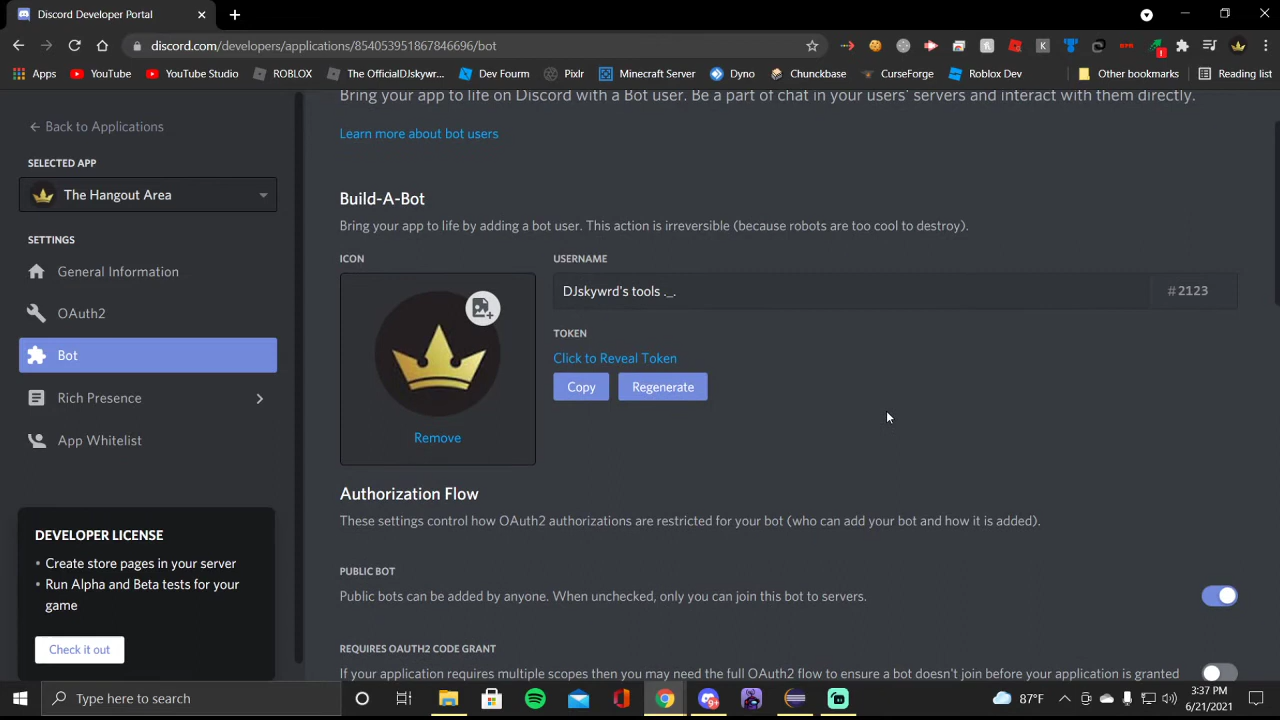 Discord Developer Portal
discord.com/developers/applications/854053951867846696/bot
Apps YouTube YouTube Studio ROBLOX The OfficialDJskywr... Dev Fourm Pixlr Minecraft Server Dyno Chunckbase CurseForge Roblox Dev Other bookmarks Reading list
Bring your app to life on Discord with a Bot user. Be a part of chat in your users' servers and interact with them directly.
Learn more about bot users
← Back to Applications
SELECTED APP
The Hangout Area
SETTINGS
General Information
OAuth2
Bot
Rich Presence
App Whitelist
DEVELOPER LICENSE
• Create store pages in your server
• Run Alpha and Beta tests for your
game
Check it out
Build-A-Bot
Bring your app to life by adding a bot user. This action is irreversible (because robots are too cool to destroy).
ICON
Remove
USERNAME
DJskywrd's tools ._. #2123
TOKEN
Click to Reveal Token
Copy Regenerate
Authorization Flow
These settings control how OAuth2 authorizations are restricted for your bot (who can add your bot and how it is added).
PUBLIC BOT
Public bots can be added by anyone. When unchecked, only you can join this bot to servers.
REQUIRES OAUTH2 CODE GRANT
If your application requires multiple scopes then you may need the full OAuth2 flow to ensure a bot doesn't join before your application is granted
Type here to search
87°F
5:37 PM
6/21/2021